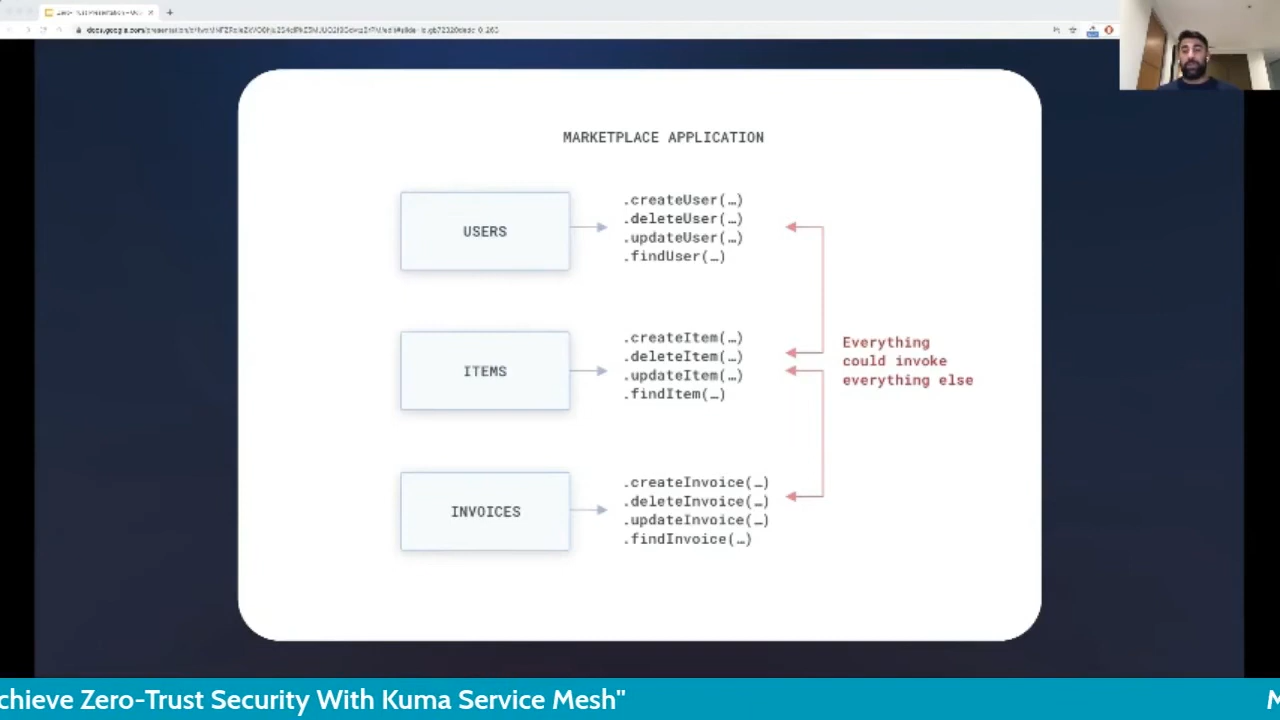 MARKETPLACE APPLICATION
USERS
.createUser(…)
.deleteUser(…)
.updateUser(…)
.findUser(…)
ITEMS
.createItem(…)
.deleteItem(…)
.updateItem(…)
.findItem(…)
Everything
could invoke
everything else
INVOICES
.createInvoice(…)
.deleteInvoice(…)
.updateInvoice(…)
.findInvoice(…)
chieve Zero-Trust Security With Kuma Service Mesh"
M